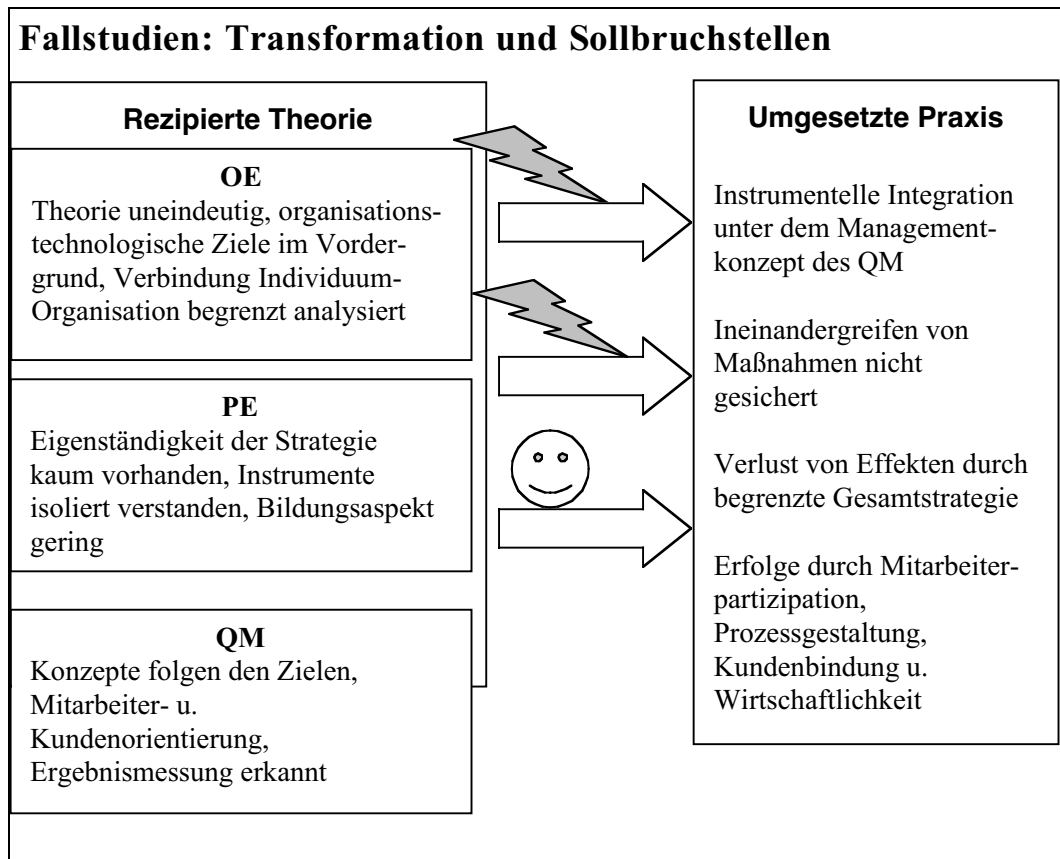 Fallstudien: Transformation und Sollbruchstellen
Rezipierte Theorie
OE
Theorie uneindeutig, organisations-
technologische Ziele im Vorder-
grund, Verbindung Individuum-
Organisation begrenzt analysiert
PE
Eigenständigkeit der Strategie
kaum vorhanden, Instrumente
isoliert verstanden, Bildungsaspekt
gering
QM
Konzepte folgen den Zielen,
Mitarbeiter- u.
Kundenorientierung,
Ergebnismessung erkannt
Umgesetzte Praxis
Instrumentelle Integration
unter dem Management-
konzept des QM
Ineinandergreifen von
Maßnahmen nicht
gesichert
Verlust von Effekten durch
begrenzte Gesamtstrategie
Erfolge durch Mitarbeiter-
partizipation,
Prozessgestaltung,
Kundenbindung u.
Wirtschaftlichkeit